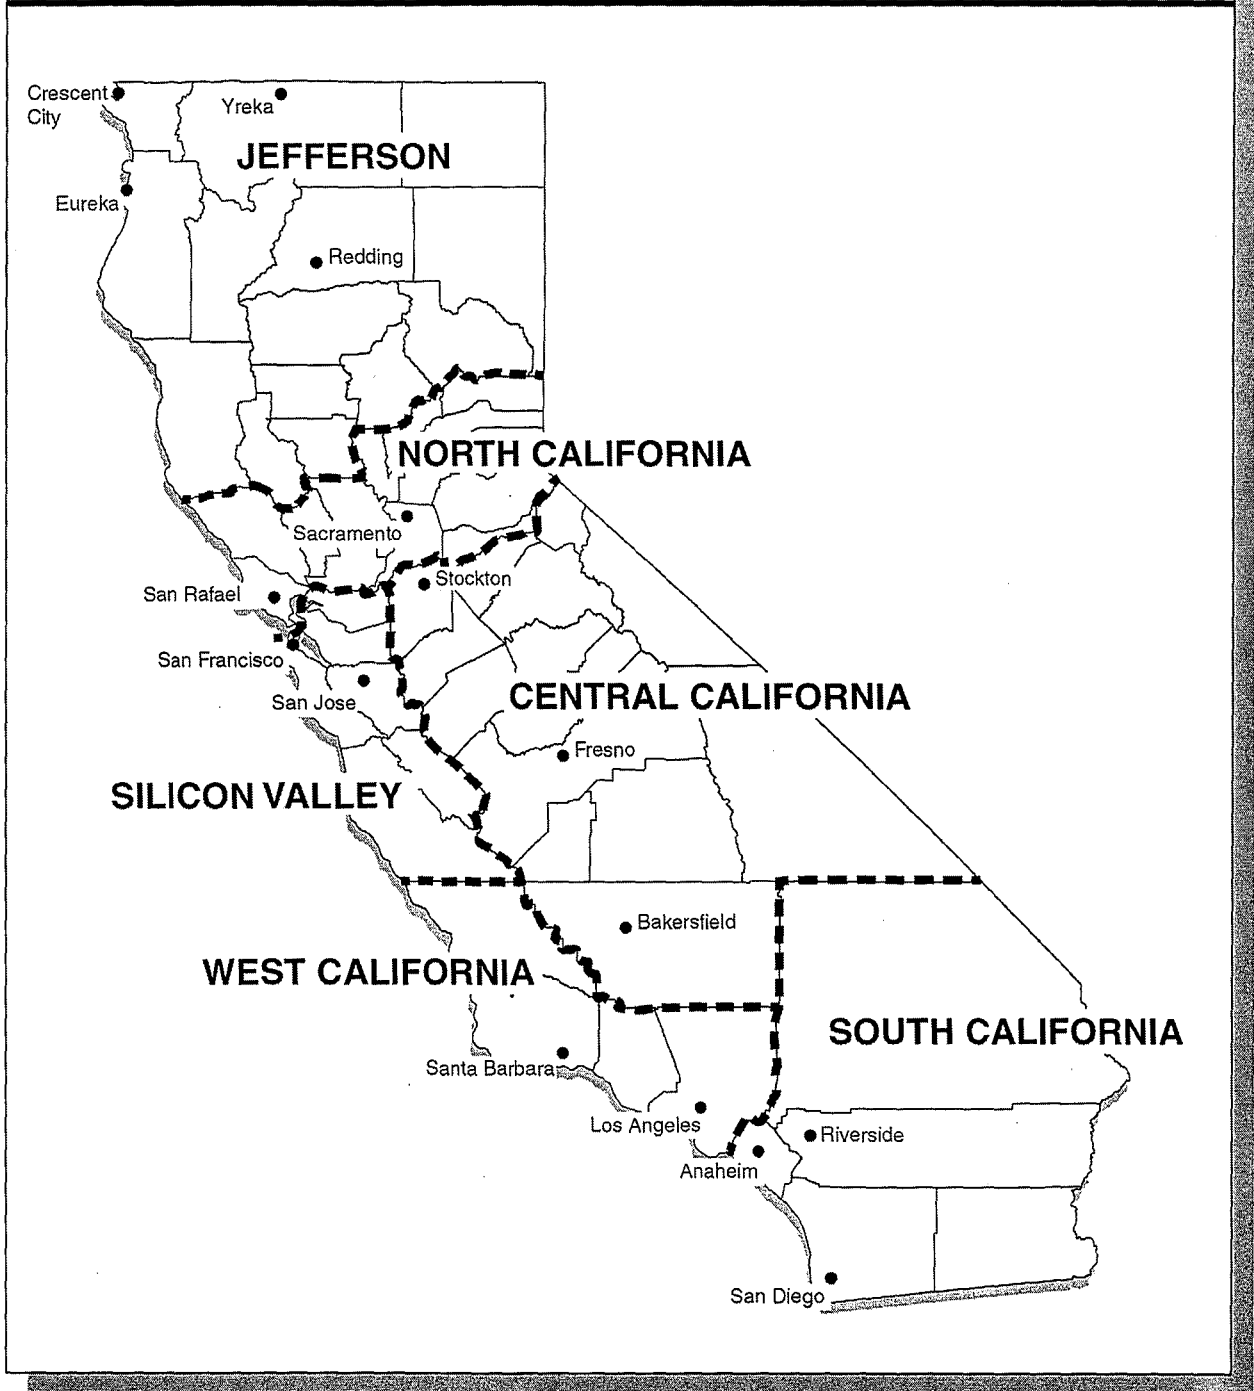 Crescent
City
Yreka
JEFFERSON
Eureka
Redding
NORTH CALIFORNIA
Sacramento
Stockton
San Rafael
San Francisco
San Jose
CENTRAL CALIFORNIA
Fresno
SILICON VALLEY
Bakersfield
WEST CALIFORNIA
SOUTH CALIFORNIA
Santa Barbara
Los Angeles
Riverside
Anaheim
San Diego